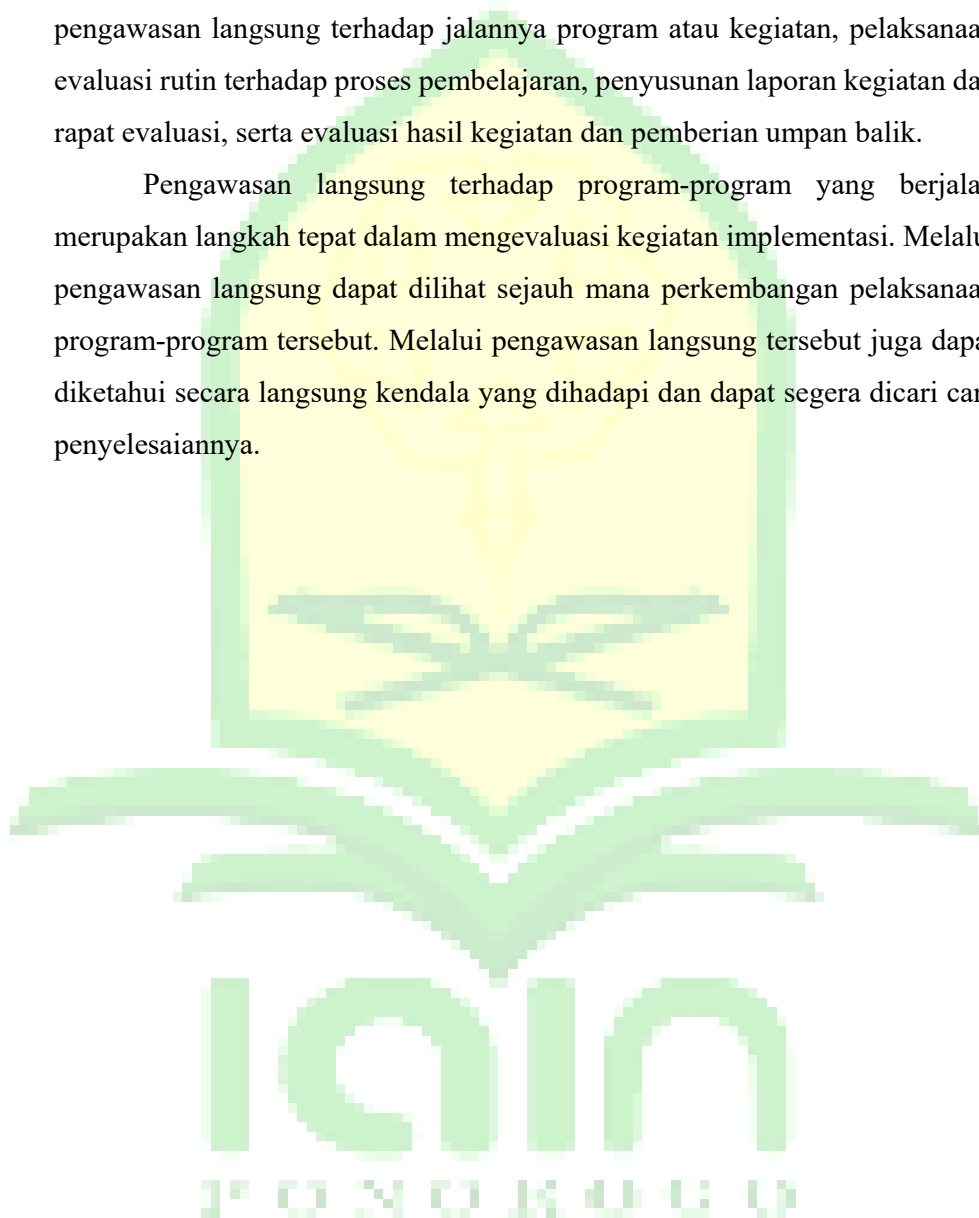 pengawasan langsung terhadap jalannya program atau kegiatan, pelaksanaa
evaluasi rutin terhadap proses pembelajaran, penyusunan laporan kegiatan da
rapat evaluasi, serta evaluasi hasil kegiatan dan pemberian umpan balik.
Pengawasan langsung terhadap program-program yang berjala
merupakan langkah tepat dalam mengevaluasi kegiatan implementasi. Melalu
pengawasan langsung dapat dilihat sejauh mana perkembangan pelaksanaa
program-program tersebut. Melalui pengawasan langsung tersebut juga dapa
diketahui secara langsung kendala yang dihadapi dan dapat segera dicari car
penyelesaiannya.
iain
PONOROGO